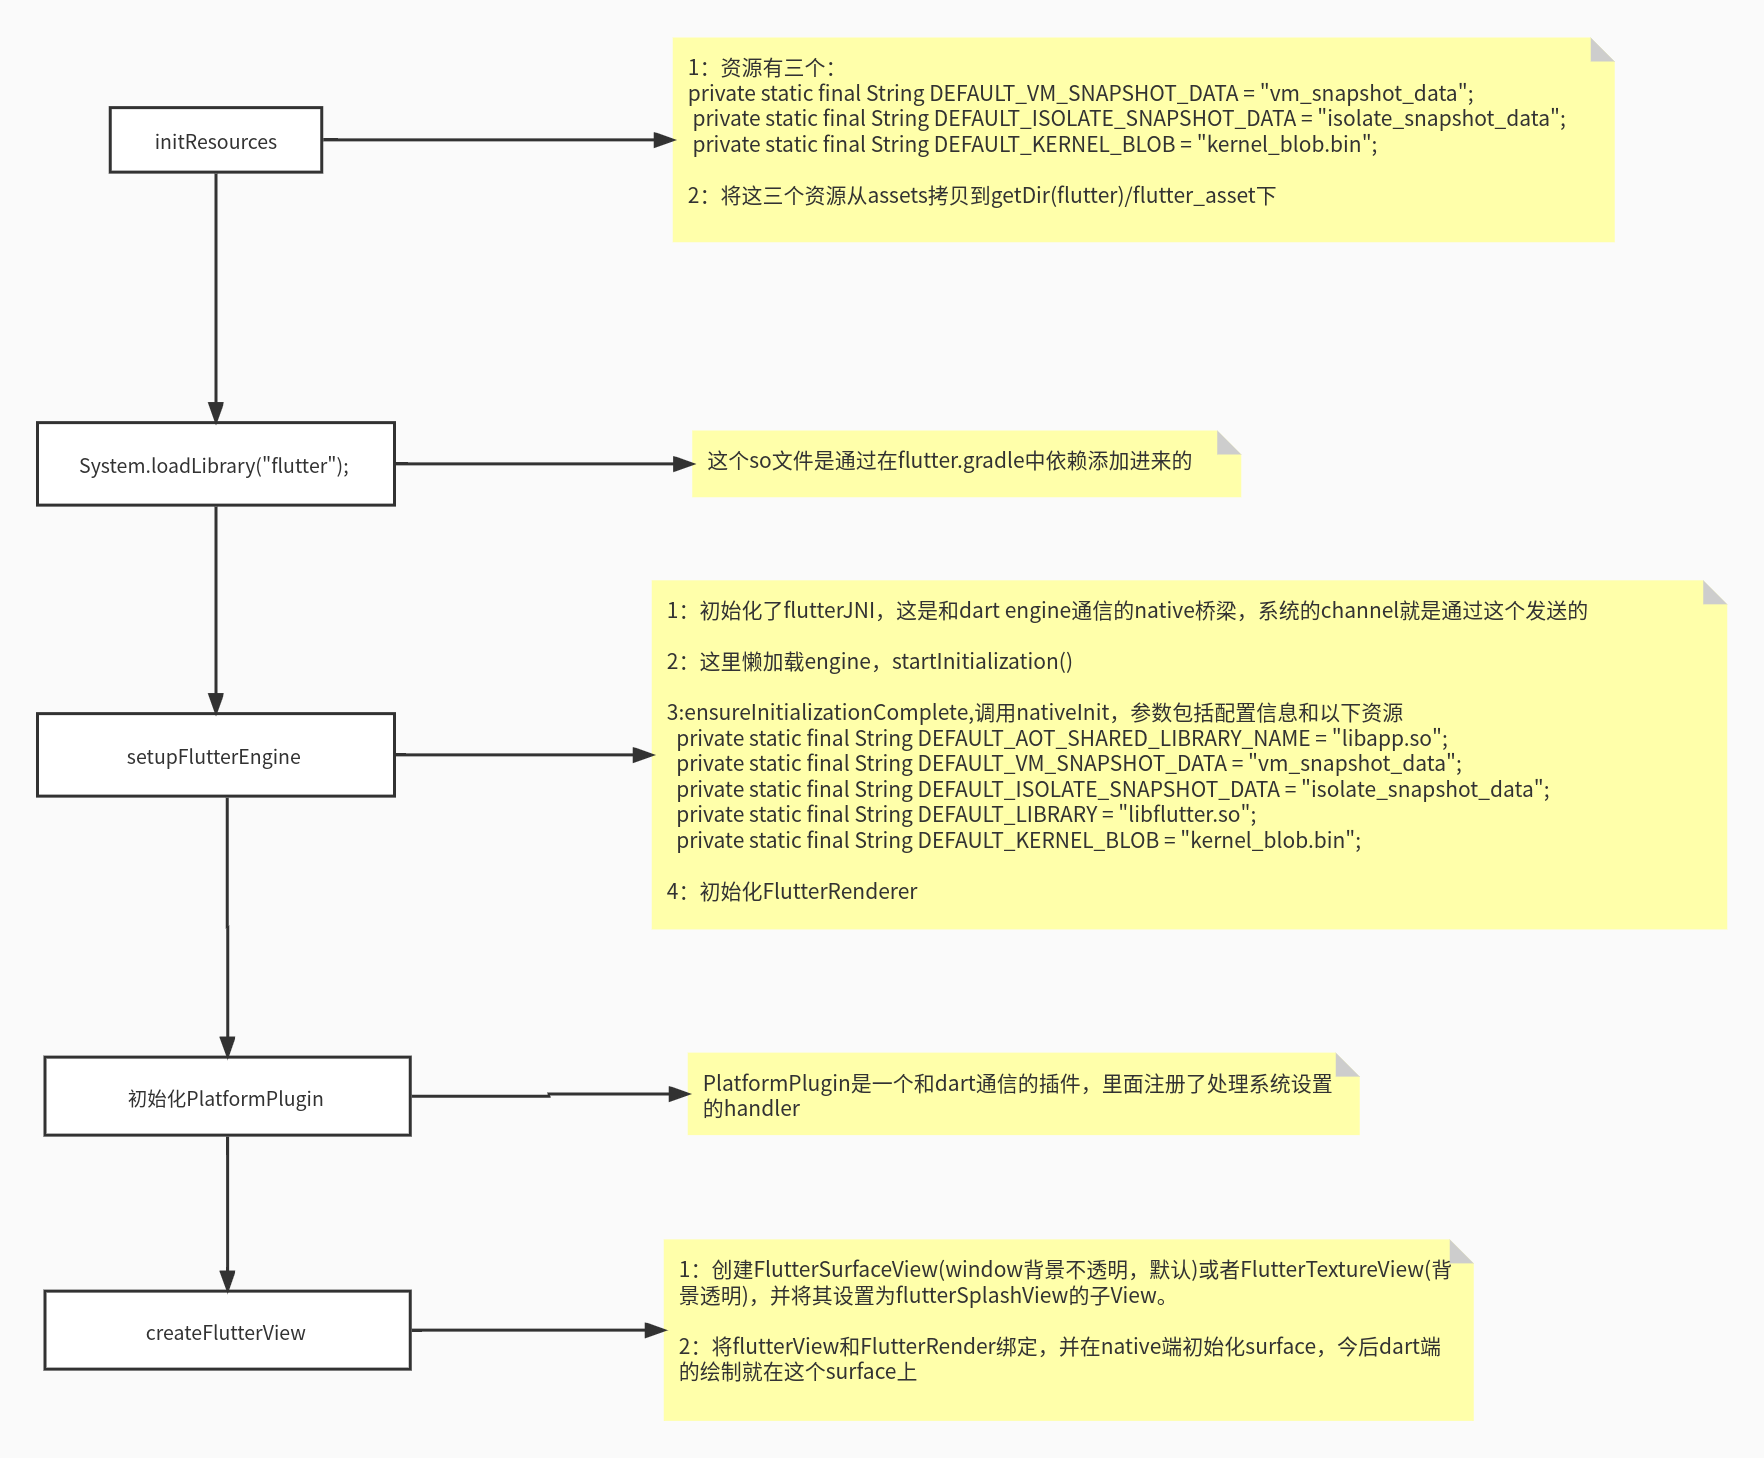 initResources
1：资源有三个：
private static final String DEFAULT_VM_SNAPSHOT_DATA = "vm_snapshot_data";
private static final String DEFAULT_ISOLATE_SNAPSHOT_DATA = "isolate_snapshot_data";
private static final String DEFAULT_KERNEL_BLOB = "kernel_blob.bin";
2：将这三个资源从assets拷贝到getDir(flutter)/flutter_asset下
System.loadLibrary("flutter");
这个so文件是通过在flutter.gradle中依赖添加进来的
setupFlutterEngine
1：初始化了flutterJNI，这是和dart engine通信的native桥梁，系统的channel就是通过这个发送的
2：这里懒加载engine，startInitialization()
3:ensureInitializationComplete,调用nativeInit，参数包括配置信息和以下资源
private static final String DEFAULT_AOT_SHARED_LIBRARY_NAME = "libapp.so";
private static final String DEFAULT_VM_SNAPSHOT_DATA = "vm_snapshot_data";
private static final String DEFAULT_ISOLATE_SNAPSHOT_DATA = "isolate_snapshot_data";
private static final String DEFAULT_LIBRARY = "libflutter.so";
private static final String DEFAULT_KERNEL_BLOB = "kernel_blob.bin";
4：初始化FlutterRenderer
初始化PlatformPlugin
PlatformPlugin是一个和dart通信的插件，里面注册了处理系统设置
的handler
createFlutterView
1：创建FlutterSurfaceView(window背景不透明，默认)或者FlutterTextureView(背
景透明)，并将其设置为flutterSplashView的子View。
2：将flutterView和FlutterRender绑定，并在native端初始化surface，今后dart端
的绘制就在这个surface上